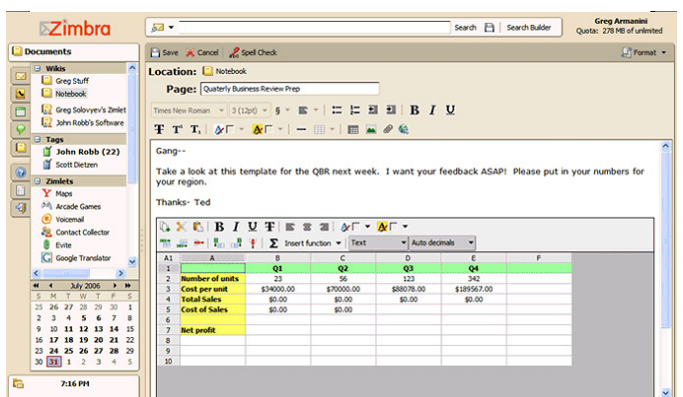 Zimbra
Search
Search Builder
Greg Armanini
Quota: 278 MB of unlimited
Documents
Save Cancel Spell Check Format
Wikis
Greg Stuff
Notebook
Greg Solovyev's Zimlet
John Robb's Software
Tags
John Robb (22)
Scott Dietzen
Zimlets
Maps
Arcade Games
Voicemail
Contact Collector
Evite
Google Translator
July 2006
S M T W T F S
25 26 27 28 29 30 1
2 3 4 5 6 7 8
9 10 11 12 13 14 15
16 17 18 19 20 21 22
23 24 25 26 27 28 29
30 31 1 2 3 4 5
7:16 PM
Location: Notebook
Page: Quaterly Business Review Prep
Times New Roman 3 (12pt) § B I U
T T¹ T₁
Gang--
Take a look at this template for the QBR next week. I want your feedback ASAP! Please put in your numbers for
your region.
Thanks- Ted
B I U T
Σ Insert function Text Auto decimals
A1 A B C D E F
1 Q1 Q2 Q3 Q4
2 Number of units 23 56 123 342
3 Cost per unit $34000.00 $70000.00 $88078.00 $189567.00
4 Total Sales $0.00 $0.00 $0.00 $0.00
5 Cost of Sales $0.00 $0.00
6
7 Net profit
8
9
10